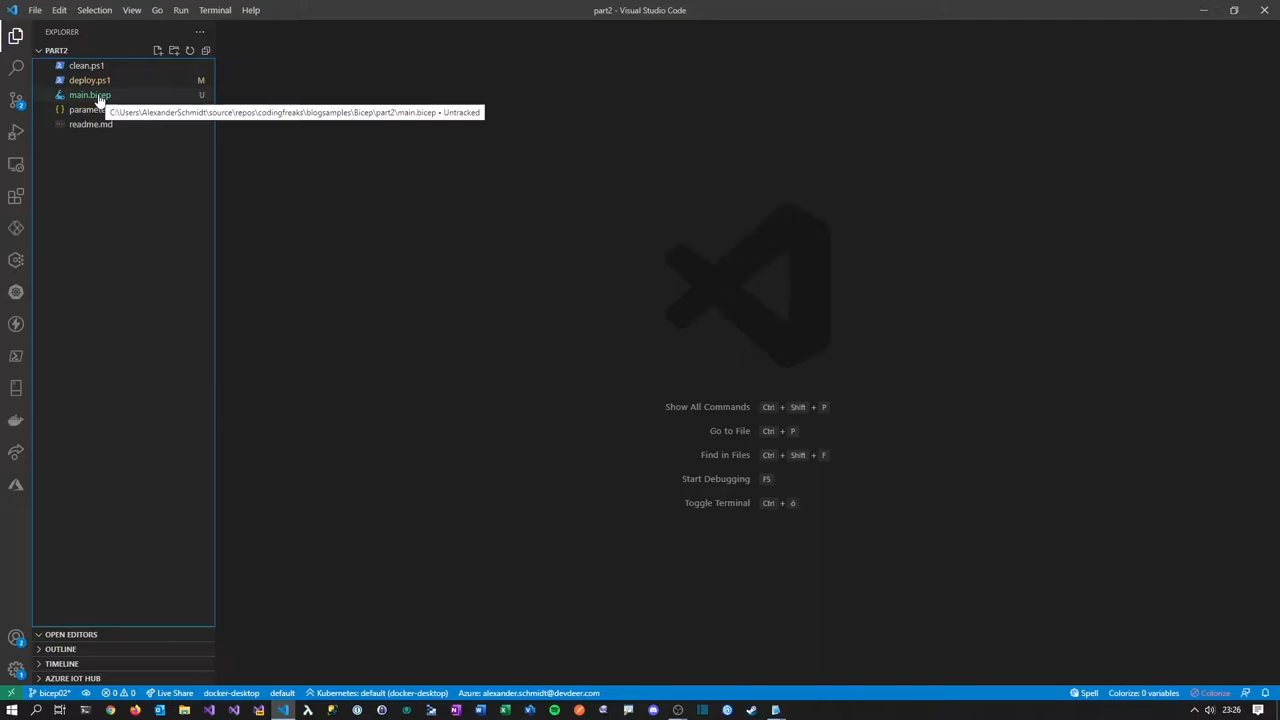 File Edit Selection View Go Run Terminal Help
part2 - Visual Studio Code
EXPLORER
PART2
clean.ps1
deploy.ps1 M
main.bicep U
C:\Users\AlexanderSchmidt\source\repos\codingfreaks\blogsamples\Bicep\part2\main.bicep • Untracked
readme.md
Show All Commands Ctrl + Shift + P
Go to File Ctrl + P
Find in Files Ctrl + Shift + F
Start Debugging F5
Toggle Terminal Ctrl + ö
OPEN EDITORS
OUTLINE
TIMELINE
AZURE IOT HUB
bicep02* 0 0 Live Share docker-desktop default Kubernetes: default (docker-desktop) Azure: alexander.schmidt@devdeer.com Spell Colorize: 0 variables Colorize
23:26